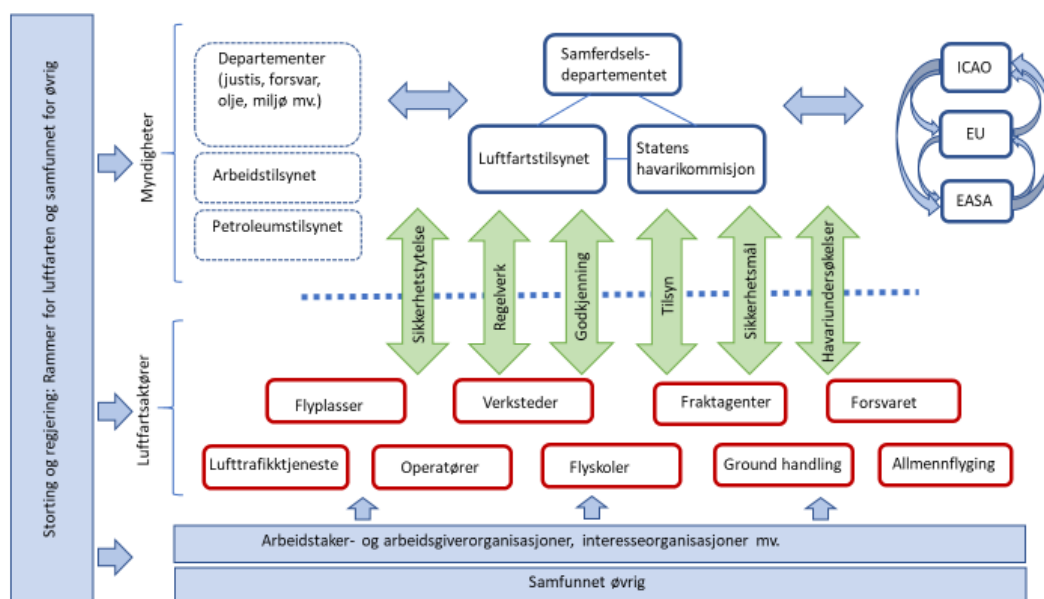 Storting og regjering: Rammer for luftfarten og samfunnet for øvrig
Myndigheter
Departementer
(justis, forsvar,
olje, miljø mv.)
Arbeidstilsynet
Petroleumstilsynet
Samferdsels-
departementet
Luftfartstilsynet
Statens
havarikommisjon
ICAO
EU
EASA
Sikkerhetstytelse
Regelverk
Godkjenning
Tilsyn
Sikkerhetsmål
Havariundersøkelser
Luftfartsaktører
Flyplasser
Verksteder
Fraktagenter
Forsvaret
Lufttrafikktjeneste
Operatører
Flyskoler
Ground handling
Allmennflyging
Arbeidstaker- og arbeidsgiverorganisasjoner, interesseorganisasjoner mv.
Samfunnet øvrig